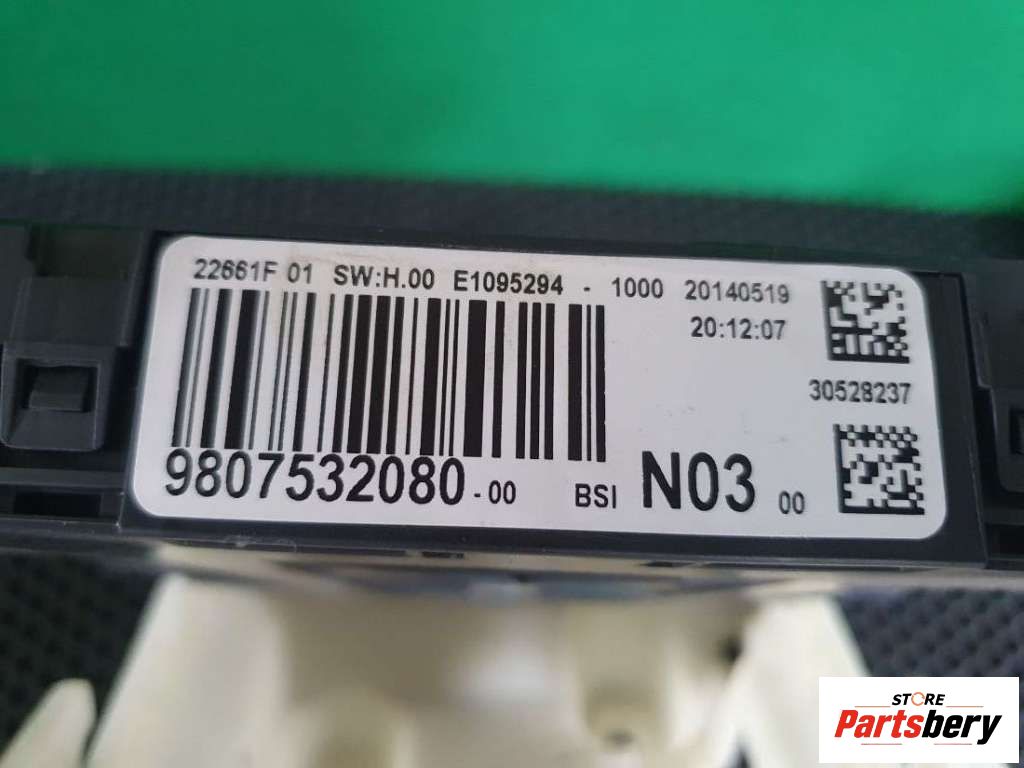 22661F 01 SW:H.00 E1095294 - 1000 20140519
20:12:07
30528237
9807532080-00 BSI N03 00
STORE
Partsbery